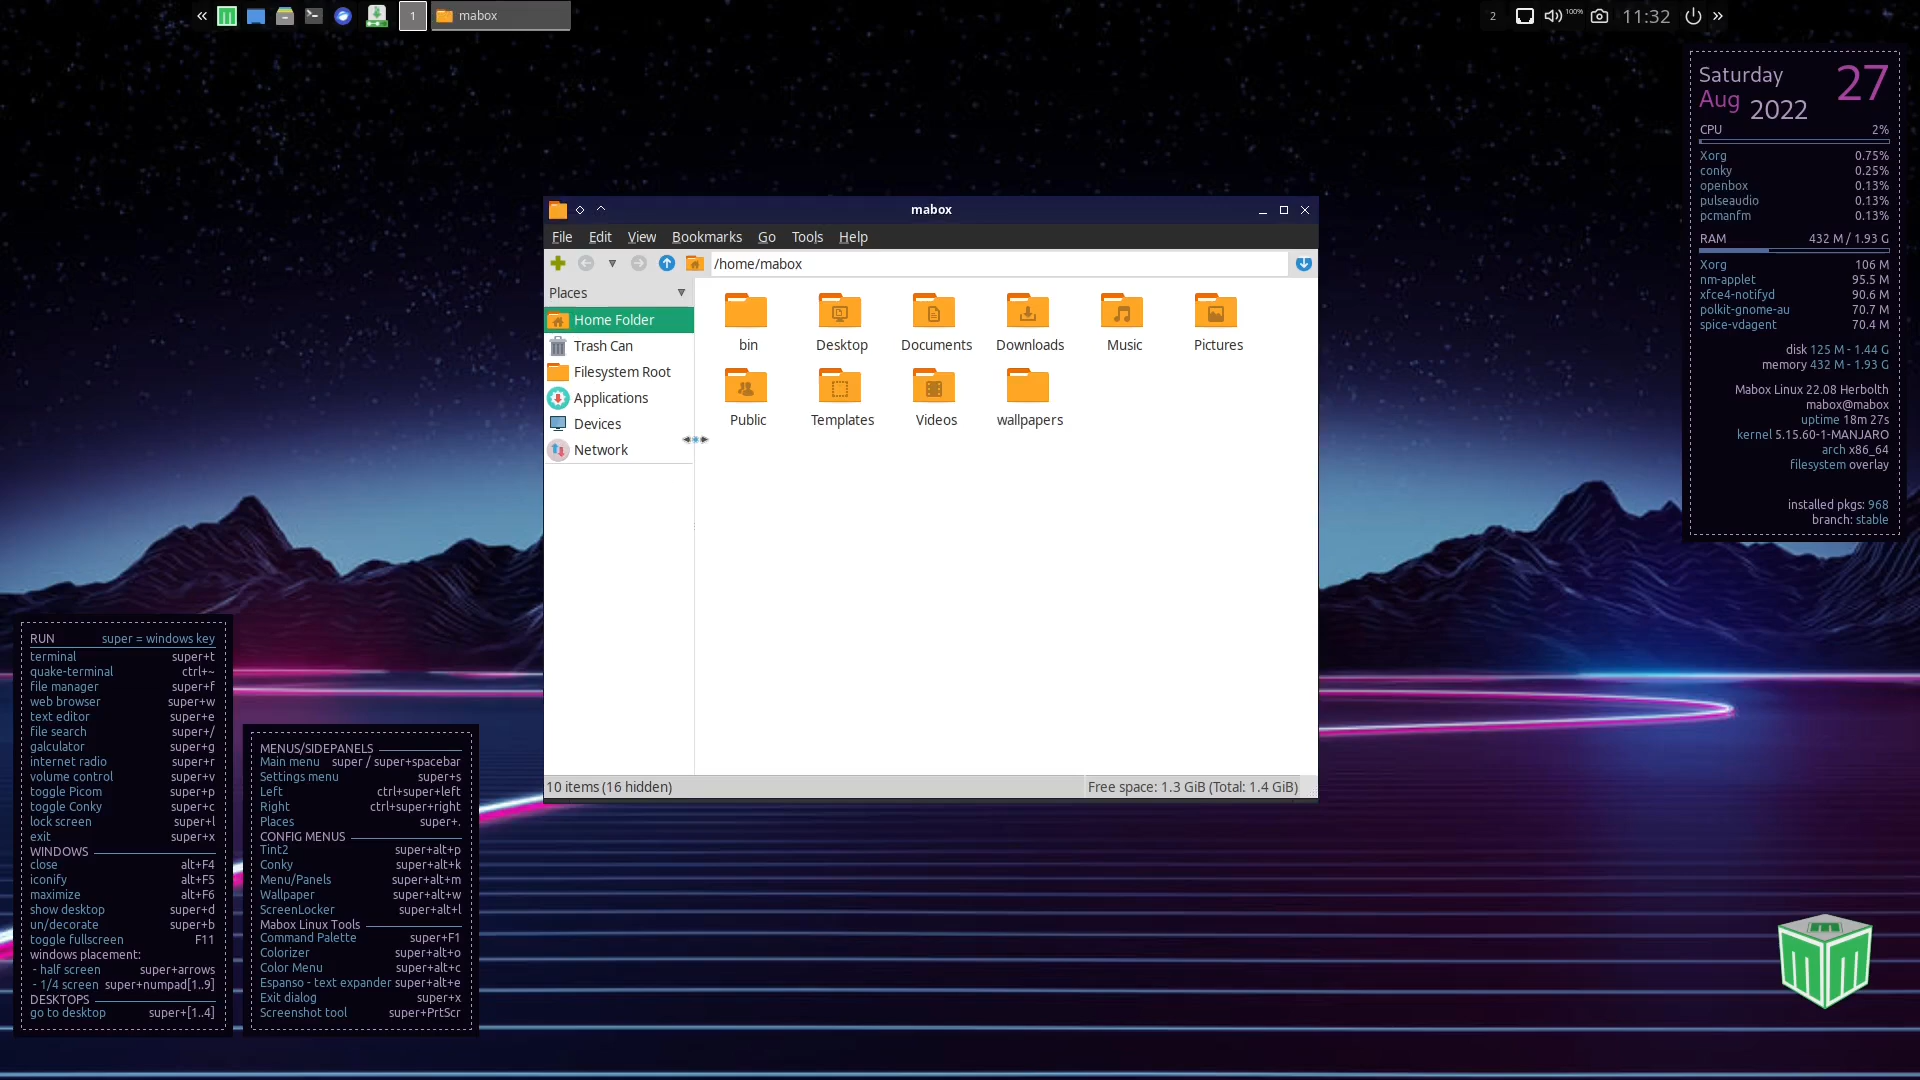 «
1
mabox
2
100%
11:32
»
Saturday 27
Aug 2022
CPU 2%
Xorg 0.75%
conky 0.25%
openbox 0.13%
pulseaudio 0.13%
pcmanfm 0.13%
RAM 432 M / 1.93 G
Xorg 106 M
nm-applet 95.5 M
xfce4-notifyd 90.6 M
polkit-gnome-au 70.7 M
spice-vdagent 70.4 M
disk 125 M - 1.44 G
memory 432 M - 1.93 G
Mabox Linux 22.08 Herbolth
mabox@mabox
uptime 18m 27s
kernel 5.15.60-1-MANJARO
arch x86_64
filesystem overlay
installed pkgs: 968
branch: stable
mabox
File Edit View Bookmarks Go Tools Help
/home/mabox
Places
Home Folder
Trash Can
Filesystem Root
Applications
Devices
Network
bin Desktop Documents Downloads Music Pictures
Public Templates Videos wallpapers
10 items (16 hidden) Free space: 1.3 GiB (Total: 1.4 GiB)
RUN super = windows key
terminal super+t
quake-terminal ctrl+~
file manager super+f
web browser super+w
text editor super+e
file search super+/
galculator super+g
internet radio super+r
volume control super+v
toggle Picom super+p
toggle Conky super+c
lock screen super+l
exit super+x
WINDOWS
close alt+F4
iconify alt+F5
maximize alt+F6
show desktop super+d
un/decorate super+b
toggle fullscreen F11
windows placement:
- half screen super+arrows
- 1/4 screen super+numpad[1..9]
DESKTOPS
go to desktop super+[1..4]
MENUS/SIDEPANELS
Main menu super / super+spacebar
Settings menu super+s
Left ctrl+super+left
Right ctrl+super+right
Places super+.
CONFIG MENUS
Tint2 super+alt+p
Conky super+alt+k
Menu/Panels super+alt+m
Wallpaper super+alt+w
ScreenLocker super+alt+l
Mabox Linux Tools
Command Palette super+F1
Colorizer super+alt+o
Color Menu super+alt+c
Espanso - text expander super+alt+e
Exit dialog super+x
Screenshot tool super+PrtScr